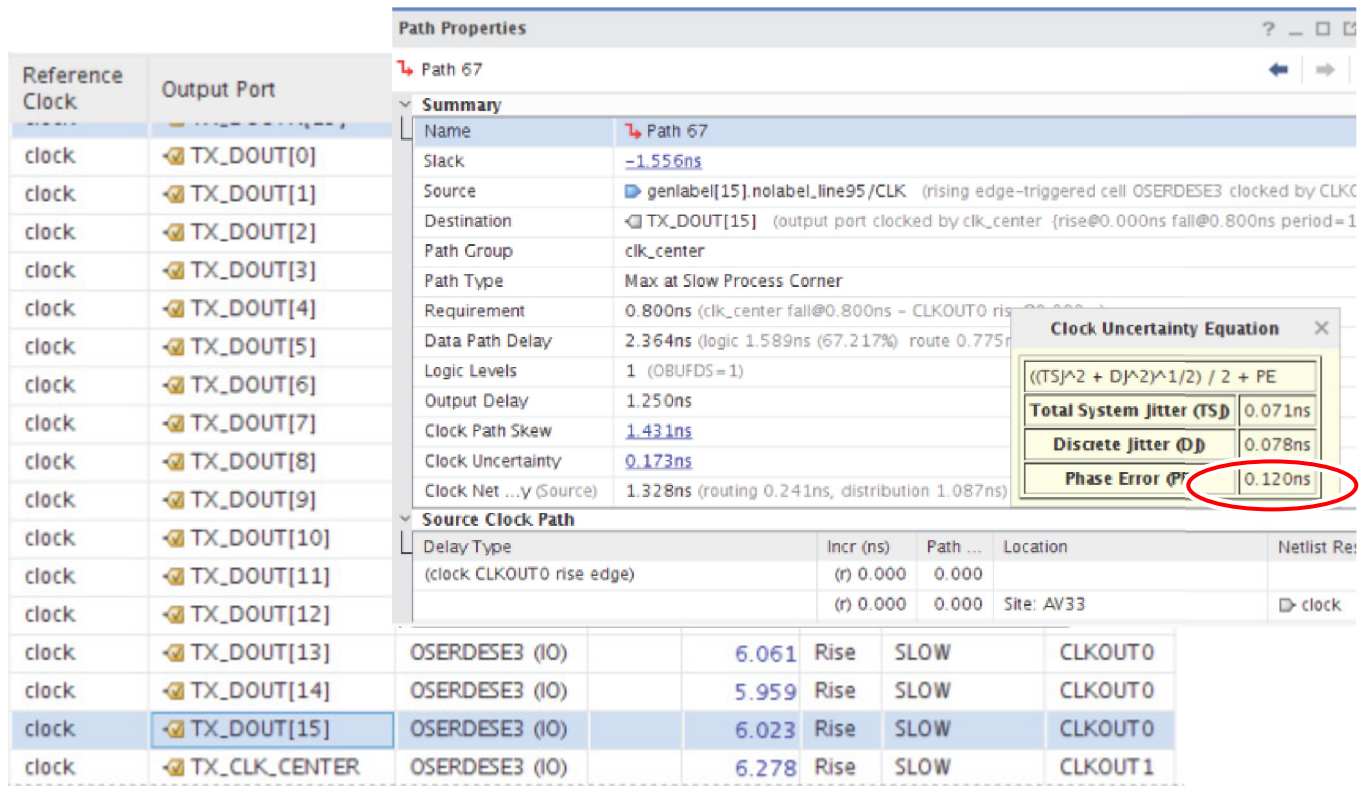 Path Properties
Path 67
Reference Clock Output Port
Summary
Name Path 67
Slack -1.556ns
Source genlabel[15].nolabel_line95/CLK (rising edge-triggered cell OSERDESE3 clocked by
Destination TX_DOUT[15] (output port clocked by clk_center {rise@0.000ns fall@0.800ns
Path Group clk_center
Path Type Max at Slow Process Corner
Requirement 0.800ns (clk_center fall@0.800ns - CLKOUT0
Data Path Delay 2.364ns (logic 1.589ns (67.217%) route
Logic Levels 1 (OBUFDS=1)
Output Delay 1.250ns
Clock Path Skew 1.431ns
Clock Uncertainty 0.173ns
Clock Net ...y (Source) 1.328ns (routing 0.241ns, distribution 1.087ns)
Clock Uncertainty Equation
((TSJ^2 + DJ^2)^1/2) / 2 + PE
Total System Jitter (TSJ) 0.071ns
Discrete Jitter (DJ) 0.078ns
Phase Error 0.120ns
Source Clock Path
Delay Type Incr (ns) Path ... Location Netlist
(clock CLKOUT0 rise edge) (r) 0.000 0.000
(r) 0.000 0.000 Site: AV33 clock
clock TX_DOUT[0]
clock TX_DOUT[1]
clock TX_DOUT[2]
clock TX_DOUT[3]
clock TX_DOUT[4]
clock TX_DOUT[5]
clock TX_DOUT[6]
clock TX_DOUT[7]
clock TX_DOUT[8]
clock TX_DOUT[9]
clock TX_DOUT[10]
clock TX_DOUT[11]
clock TX_DOUT[12]
clock TX_DOUT[13] OSERDESE3 (IO) 6.061 Rise SLOW CLKOUT0
clock TX_DOUT[14] OSERDESE3 (IO) 5.959 Rise SLOW CLKOUT0
clock TX_DOUT[15] OSERDESE3 (IO) 6.023 Rise SLOW CLKOUT0
clock TX_CLK_CENTER OSERDESE3 (IO) 6.278 Rise SLOW CLKOUT1